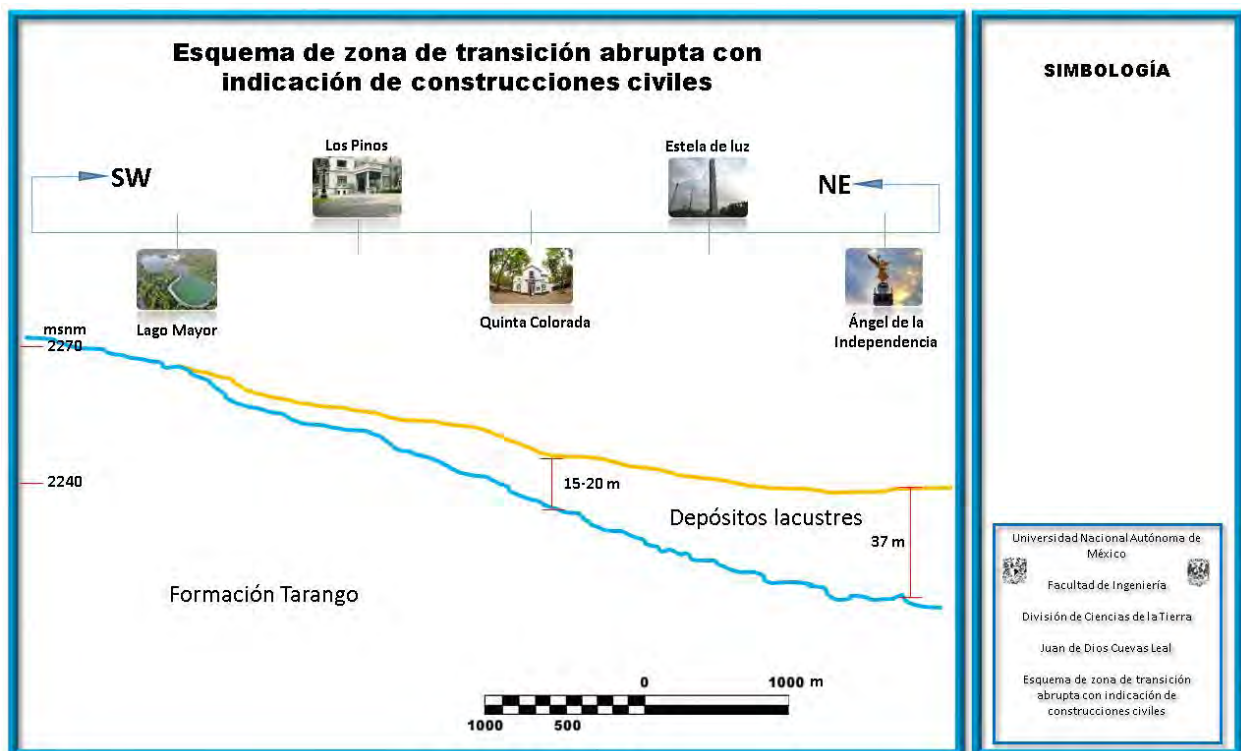 Esquema de zona de transición abrupta con
indicación de construcciones civiles
SIMBOLOGÍA
Los Pinos
Estela de luz
SW
NE
Lago Mayor
Quinta Colorada
Ángel de la
Independencia
msnm
2270
2240
15-20 m
Depósitos lacustres
37 m
Formación Tarango
0
1000 m
1000
500
Universidad Nacional Autónoma de
México
Facultad de Ingeniería
División de Ciencias de la Tierra
Juan de Dios Cuevas Leal
Esquema de zona de transición
abrupta con indicación de
construcciones civiles